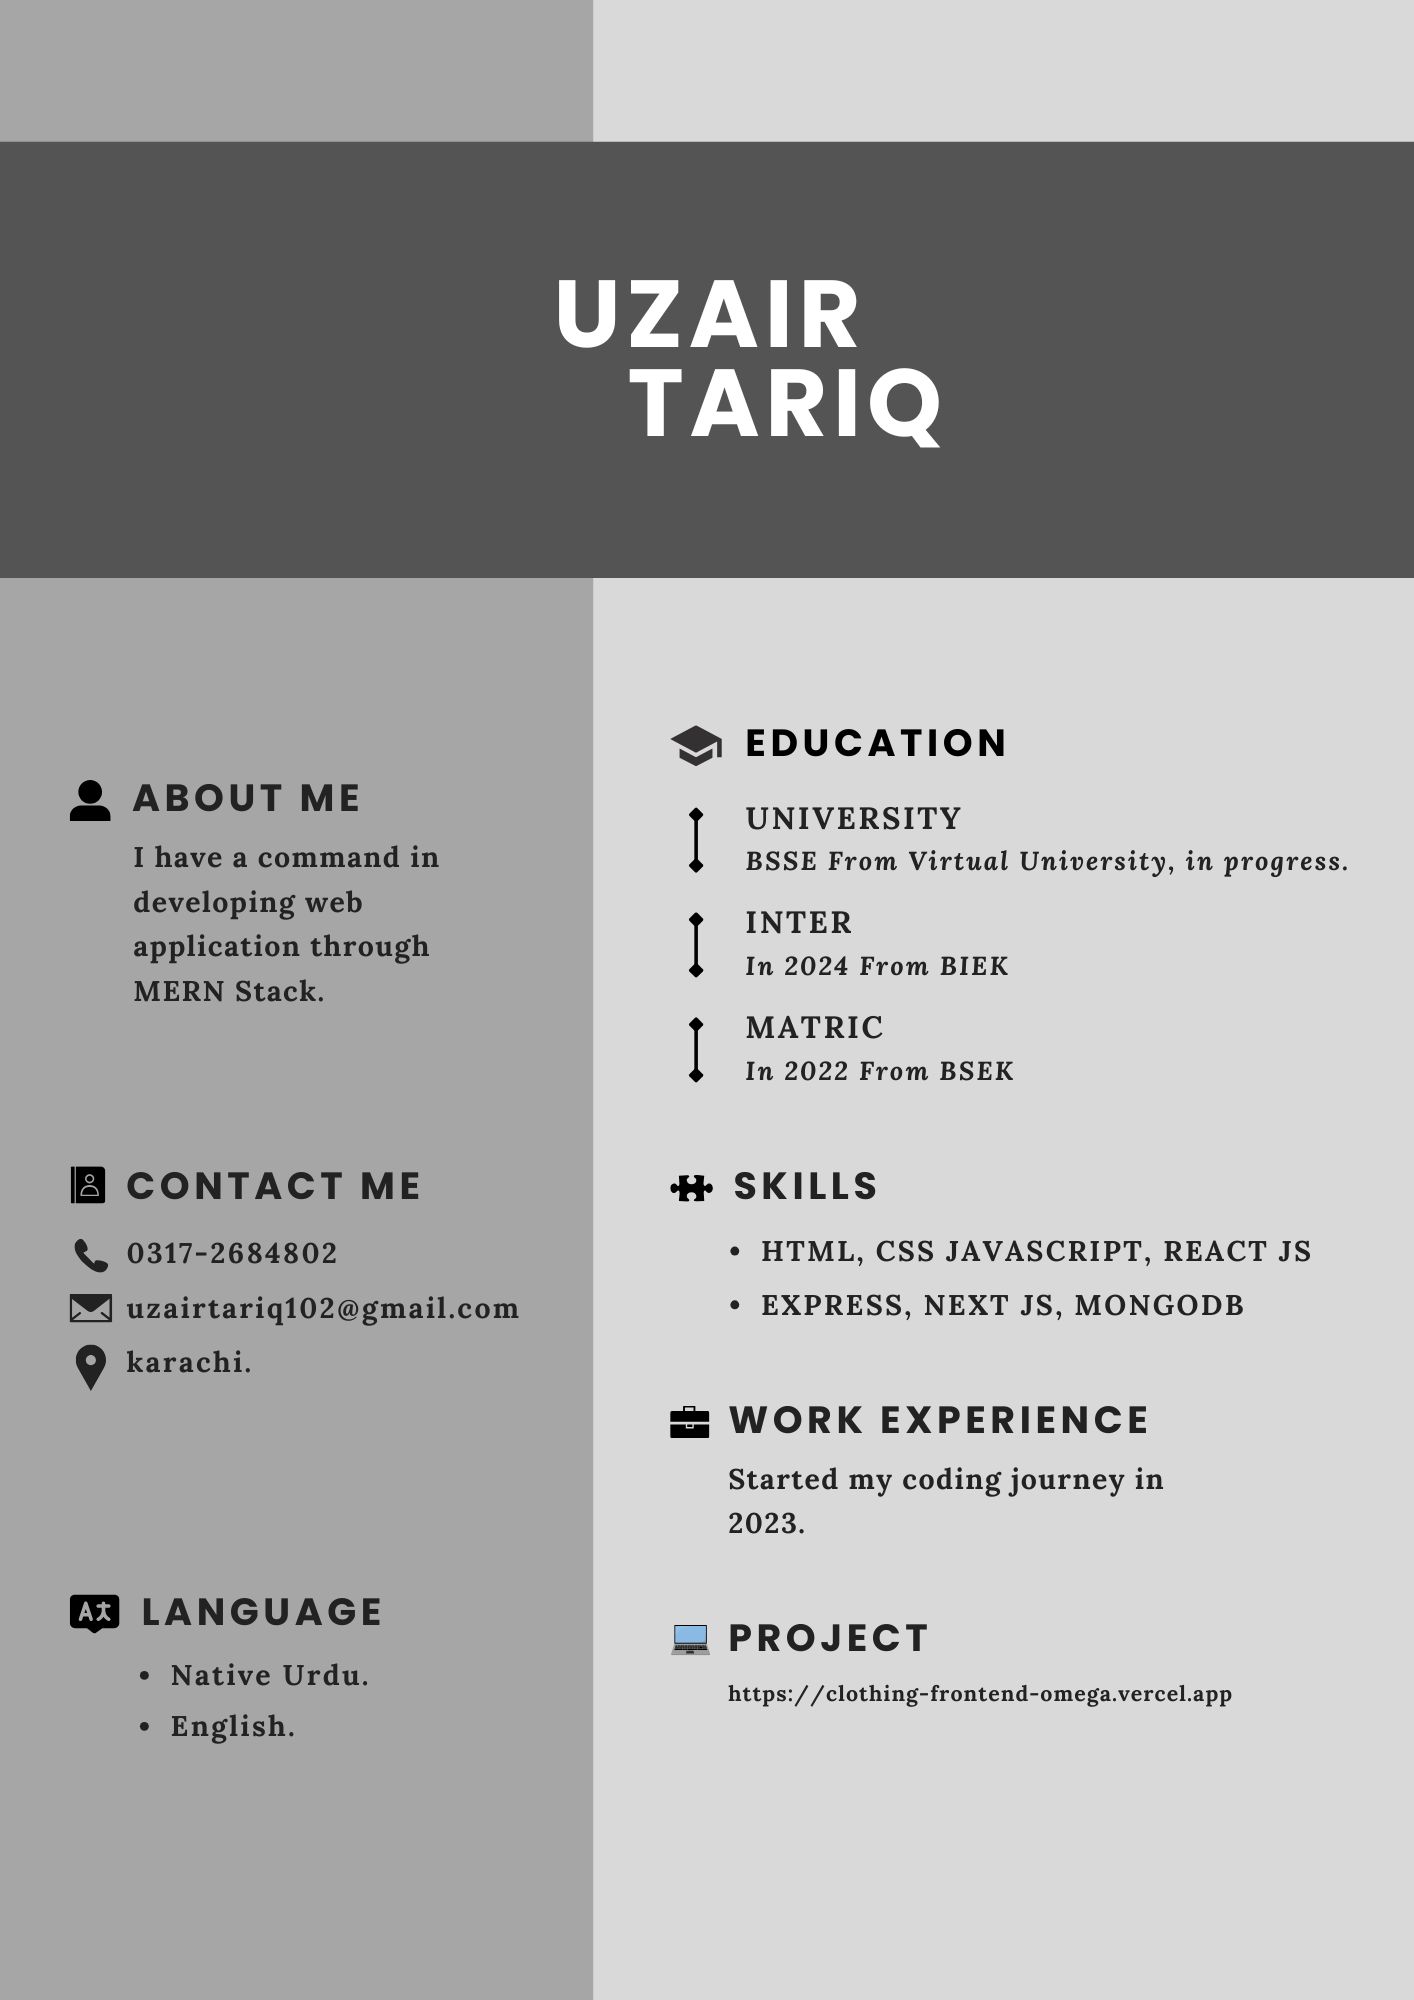 UZAIR
TARIQ
ABOUT ME
I have a command in
developing web
application through
MERN Stack.
CONTACT ME
0317-2684802
uzairtariq102@gmail.com
karachi.
LANGUAGE
• Native Urdu.
• English.
EDUCATION
UNIVERSITY
BSSE From Virtual University, in progress.
INTER
In 2024 From BIEK
MATRIC
In 2022 From BSEK
SKILLS
• HTML, CSS JAVASCRIPT, REACT JS
• EXPRESS, NEXT JS, MONGODB
WORK EXPERIENCE
Started my coding journey in
2023.
PROJECT
https://clothing-frontend-omega.vercel.app